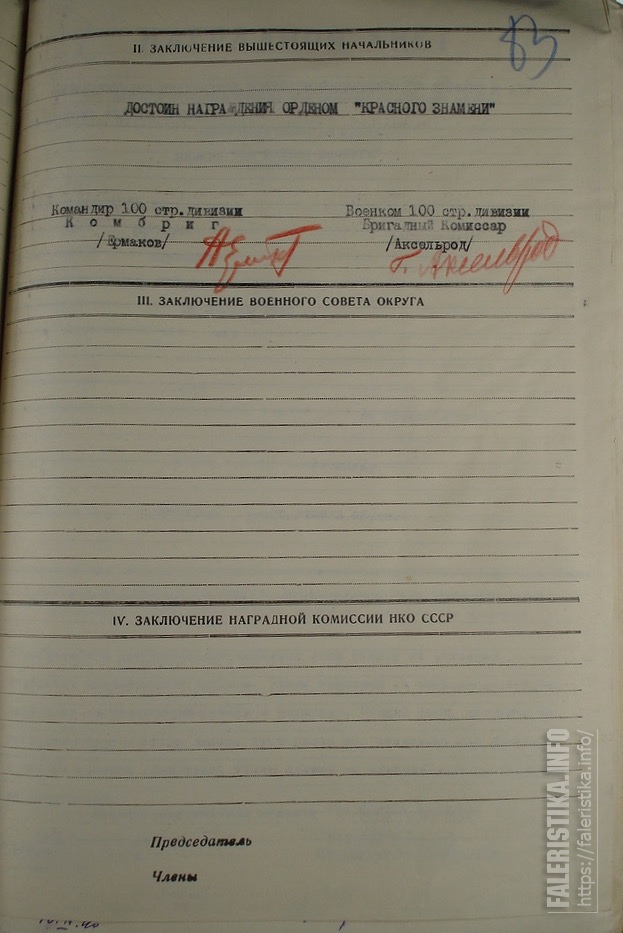 83
II. ЗАКЛЮЧЕНИЕ ВЫШЕСТОЯЩИХ НАЧАЛЬНИКОВ
ДОСТОИН НАГРАЖДЕНИЯ ОРДЕНОМ "КРАСНОГО ЗНАМЕНИ"
Командир 100 стр.дивизии Военком 100 стр.дивизии
К о м б р и г Бригадный Комиссар
/Ермаков/ /Аксельрод/
Г. Аксельрод
III. ЗАКЛЮЧЕНИЕ ВОЕННОГО СОВЕТА ОКРУГА
IV. ЗАКЛЮЧЕНИЕ НАГРАДНОЙ КОМИССИИ НКО СССР
Председатель
Члены
FALERISTIKA.INFO
https://faleristika.info/